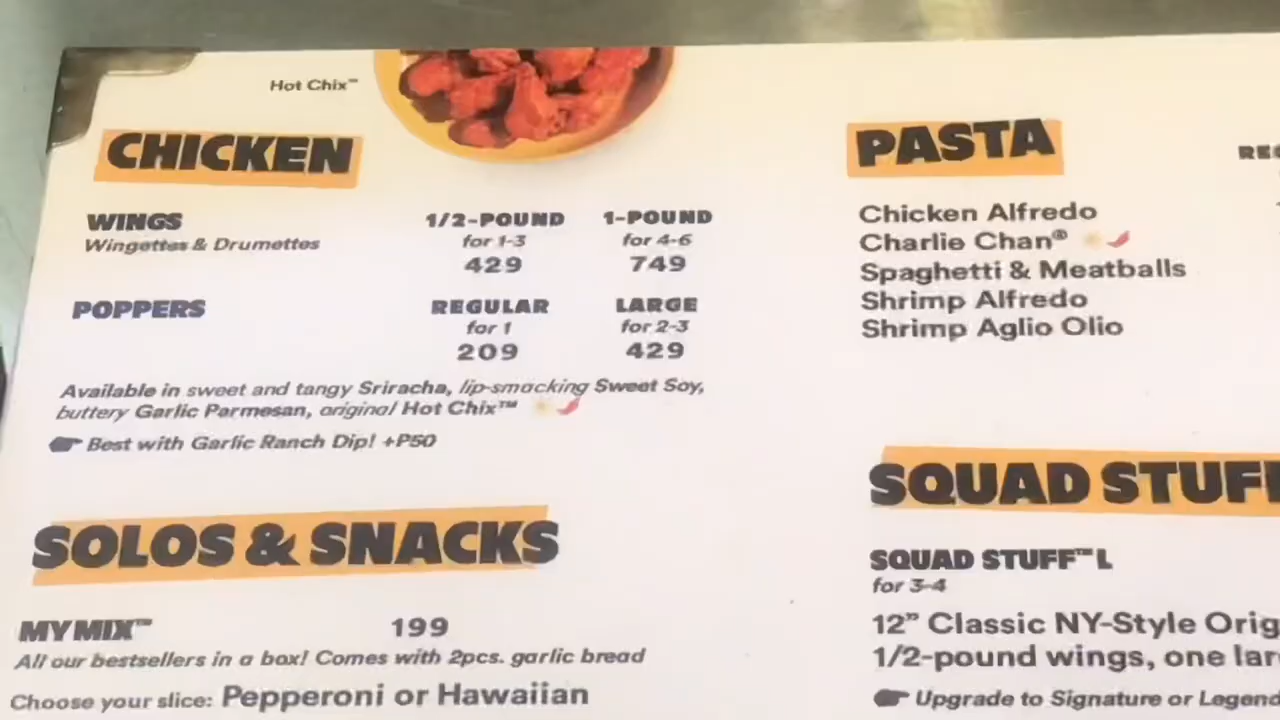 Hot Chix™
CHICKEN
WINGS
Wingettes & Drumettes
1/2-POUND
for 1-3
429
1-POUND
for 4-6
749
POPPERS
REGULAR
for 1
209
LARGE
for 2-3
429
Available in sweet and tangy Sriracha, lip-smacking Sweet Soy,
buttery Garlic Parmesan, original Hot Chix™
Best with Garlic Ranch Dip! +P50
SOLOS & SNACKS
MYMIX™ 199
All our bestsellers in a box! Comes with 2pcs. garlic bread
Choose your slice: Pepperoni or Hawaiian
PASTA
Chicken Alfredo
Charlie Chan®
Spaghetti & Meatballs
Shrimp Alfredo
Shrimp Aglio Olio
SQUAD STUFF
SQUAD STUFF™ L
for 3-4
12” Classic NY-Style
1/2-pound wings, one
Upgrade to Signature or